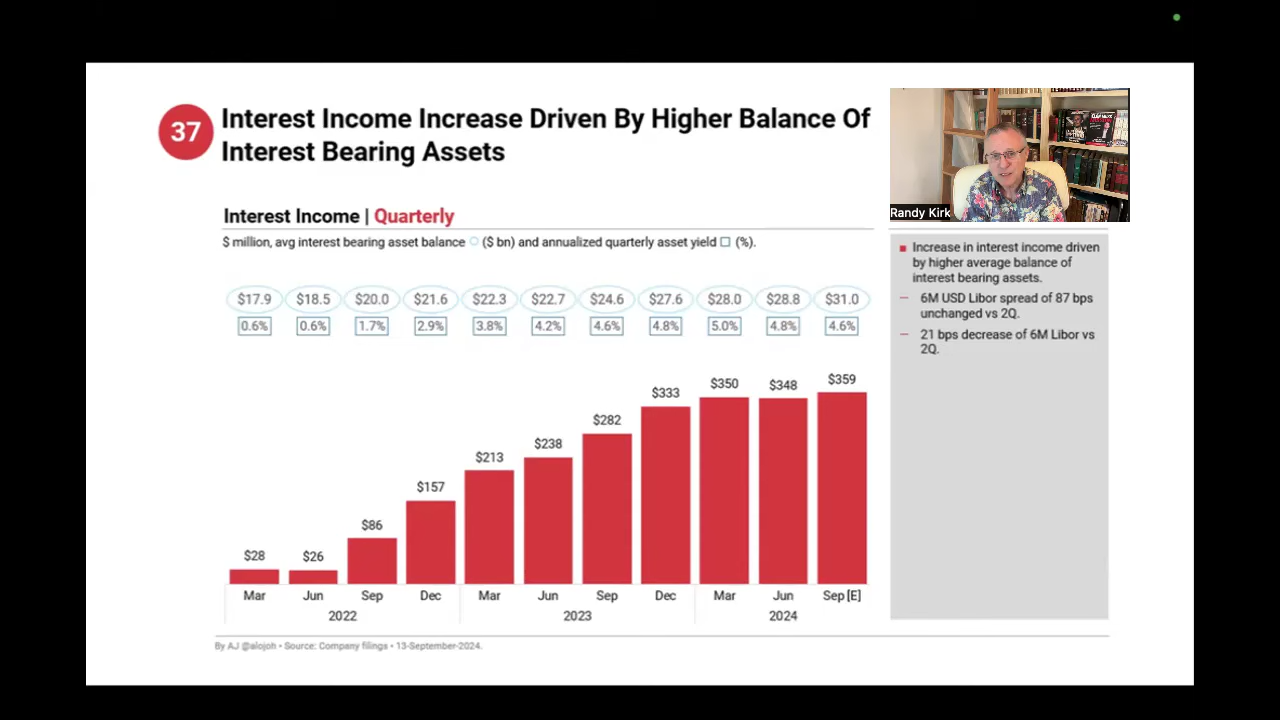 37
Interest Income Increase Driven By Higher Balance Of
Interest Bearing Assets
Randy Kirk
Interest Income | Quarterly
$ million, avg interest bearing asset balance ○ ($ bn) and annualized quarterly asset yield □ (%).
$17.9 $18.5 $20.0 $21.6 $22.3 $22.7 $24.6 $27.6 $28.0 $28.8 $31.0
0.6% 0.6% 1.7% 2.9% 3.8% 4.2% 4.6% 4.8% 5.0% 4.8% 4.6%
$28 $26 $86 $157 $213 $238 $282 $333 $350 $348 $359
Mar Jun Sep Dec Mar Jun Sep Dec Mar Jun Sep [E]
2022 2023 2024
Increase in interest income driven
by higher average balance of
interest bearing assets.
– 6M USD Libor spread of 87 bps
unchanged vs 2Q.
– 21 bps decrease of 6M Libor vs
2Q.
By AJ @alojoh • Source: Company filings • 13-September-2024.